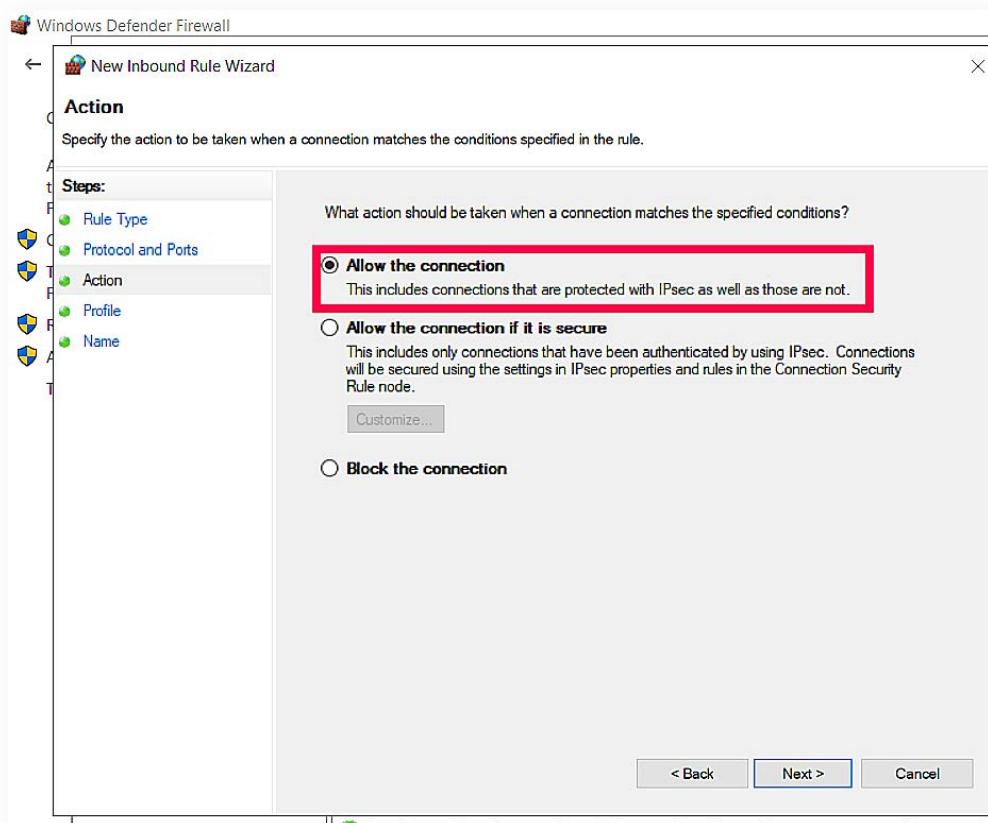 Windows Defender Firewall
New Inbound Rule Wizard
Action
Specify the action to be taken when a connection matches the conditions specified in the rule.
Steps:
Rule Type
Protocol and Ports
Action
Profile
Name
What action should be taken when a connection matches the specified conditions?
Allow the connection
This includes connections that are protected with IPsec as well as those are not.
Allow the connection if it is secure
This includes only connections that have been authenticated by using IPsec. Connections
will be secured using the settings in IPsec properties and rules in the Connection Security
Rule node.
Customize...
Block the connection
< Back
Next >
Cancel